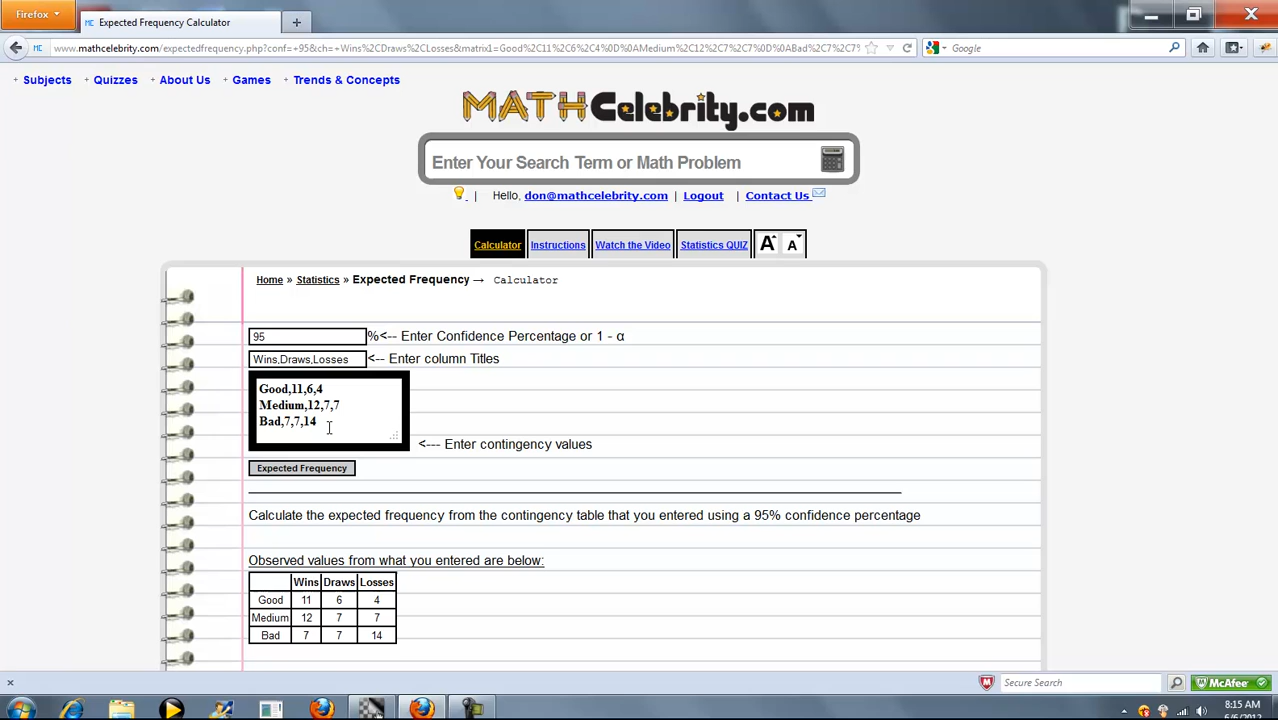 Firefox
Expected Frequency Calculator
www.mathcelebrity.com/expectedfrequency.php?conf=+95&ch=+Wins%2CDraws%2CLosses&matrix1=Good%2C11%2C6%2C4%0D%0AMedium%2C12%2C7%2C7%0D%0ABad%2C7%2C7%
Google
Subjects
Quizzes
About Us
Games
Trends & Concepts
MATHCelebrity.com
Enter Your Search Term or Math Problem
| Hello, don@mathcelebrity.com | Logout | Contact Us
Calculator
Instructions
Watch the Video
Statistics QUIZ
A
A
Home » Statistics » Expected Frequency → Calculator
95 %<-- Enter Confidence Percentage or 1 - α
Wins,Draws,Losses <-- Enter column Titles
Good,11,6,4
Medium,12,7,7
Bad,7,7,14
<--- Enter contingency values
Expected Frequency
Calculate the expected frequency from the contingency table that you entered using a 95% confidence percentage
Observed values from what you entered are below:
Wins Draws Losses
Good 11 6 4
Medium 12 7 7
Bad 7 7 14
Secure Search
McAfee
8:15 AM
6/6/2012